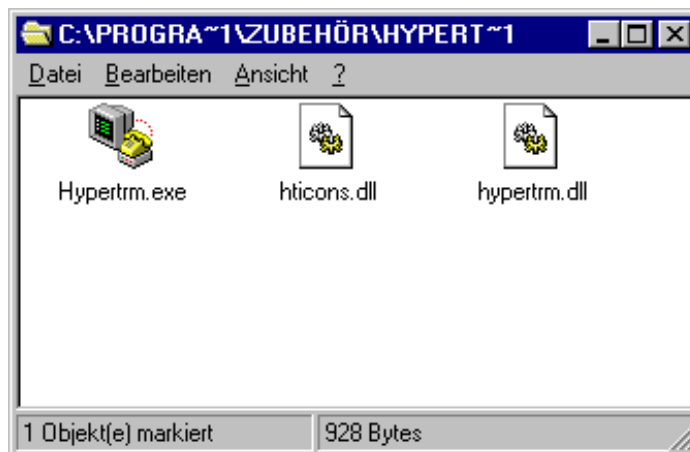 C:\PROGRA~1\ZUBEHÖR\HYPERT~1
Datei Bearbeiten Ansicht ?
Hypertrm.exe hticons.dll hypertrm.dll
1 Objekt(e) markiert 928 Bytes